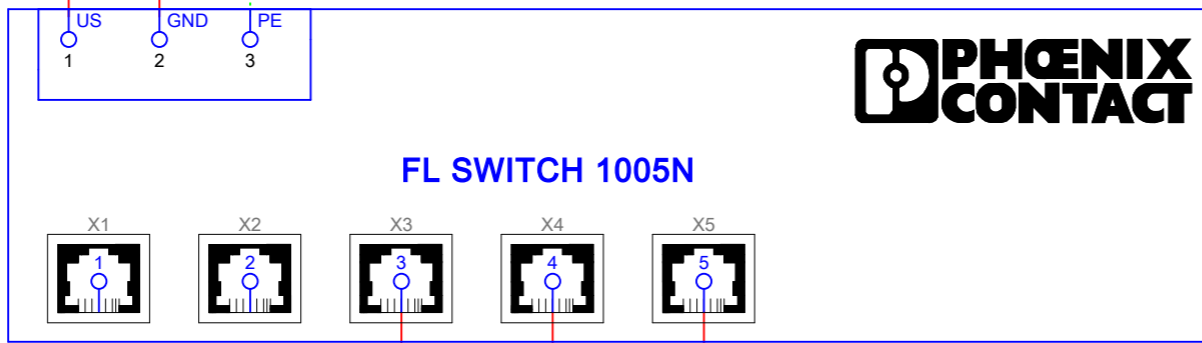 US GND PE
1 2 3
PHŒNIX
CONTACT
FL SWITCH 1005N
X1 X2 X3 X4 X5
1 2 3 4 5